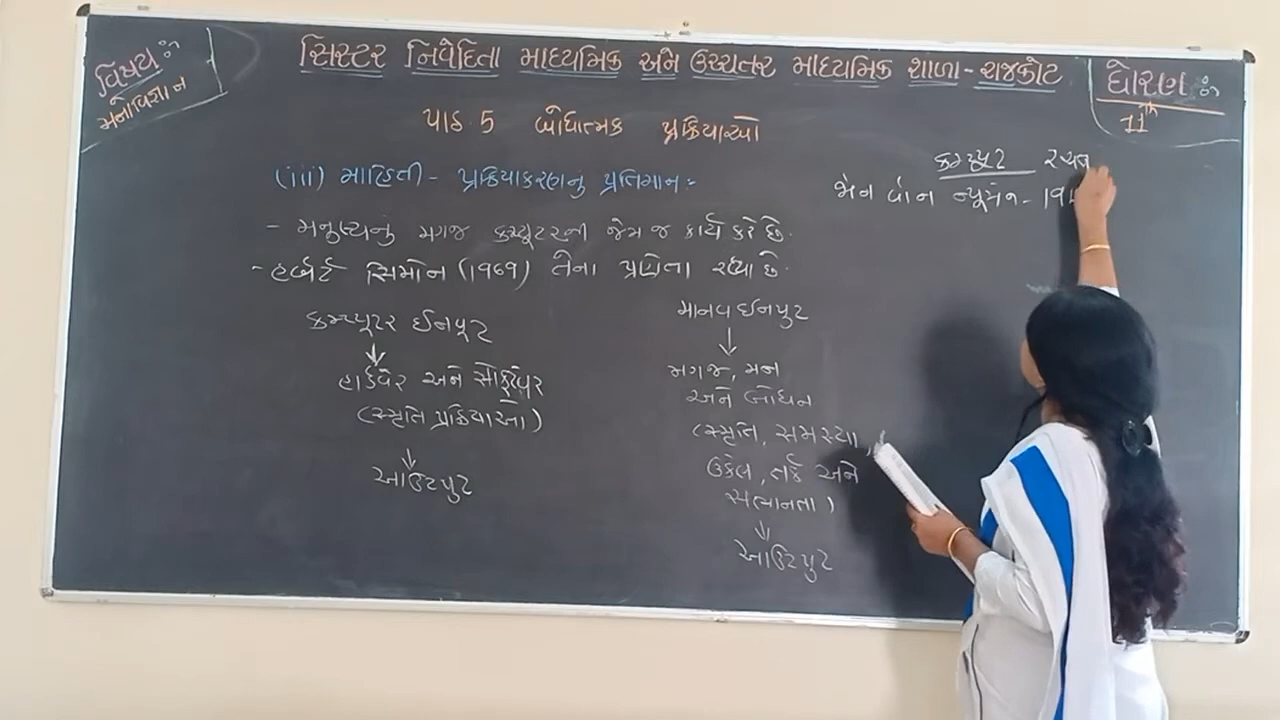 વિષય :
મનોવિજ્ઞાન
સિસ્ટર નિવેદિતા માધ્યમિક અને ઉચ્ચતર માધ્યમિક શાળા - રાજકોટ
ધોરણ :
11th
પાઠ 5 બોધાત્મક પ્રક્રિયાઓ
(iii) માહિતી - પ્રક્રિયાકરણનુ પ્રતિમાન :-
કમ્પ્યુટર
જોન વોન ન્યૂમેન -
- મનુષ્યનું મગજ કમ્પ્યૂટરની જેમ જ કાર્ય કરે છે.
- હર્બર્ટ સિમોન (૧૯૬૧) તેના પ્રણેતા રહ્યા છે.
કમ્પ્યૂટર ઈનપૂટ
↓
હાર્ડવેર અને સોફ્ટવેર
(સ્મૃતિ પ્રક્રિયાઓ)
↓
આઉટપુટ
માનવ ઈનપુટ
↓
મગજ, મન
અને બોધન
(સ્મૃતિ, સમસ્યા,
ઉકેલ, તર્ક અને
સભાનતા)
↓
આઉટપુટ